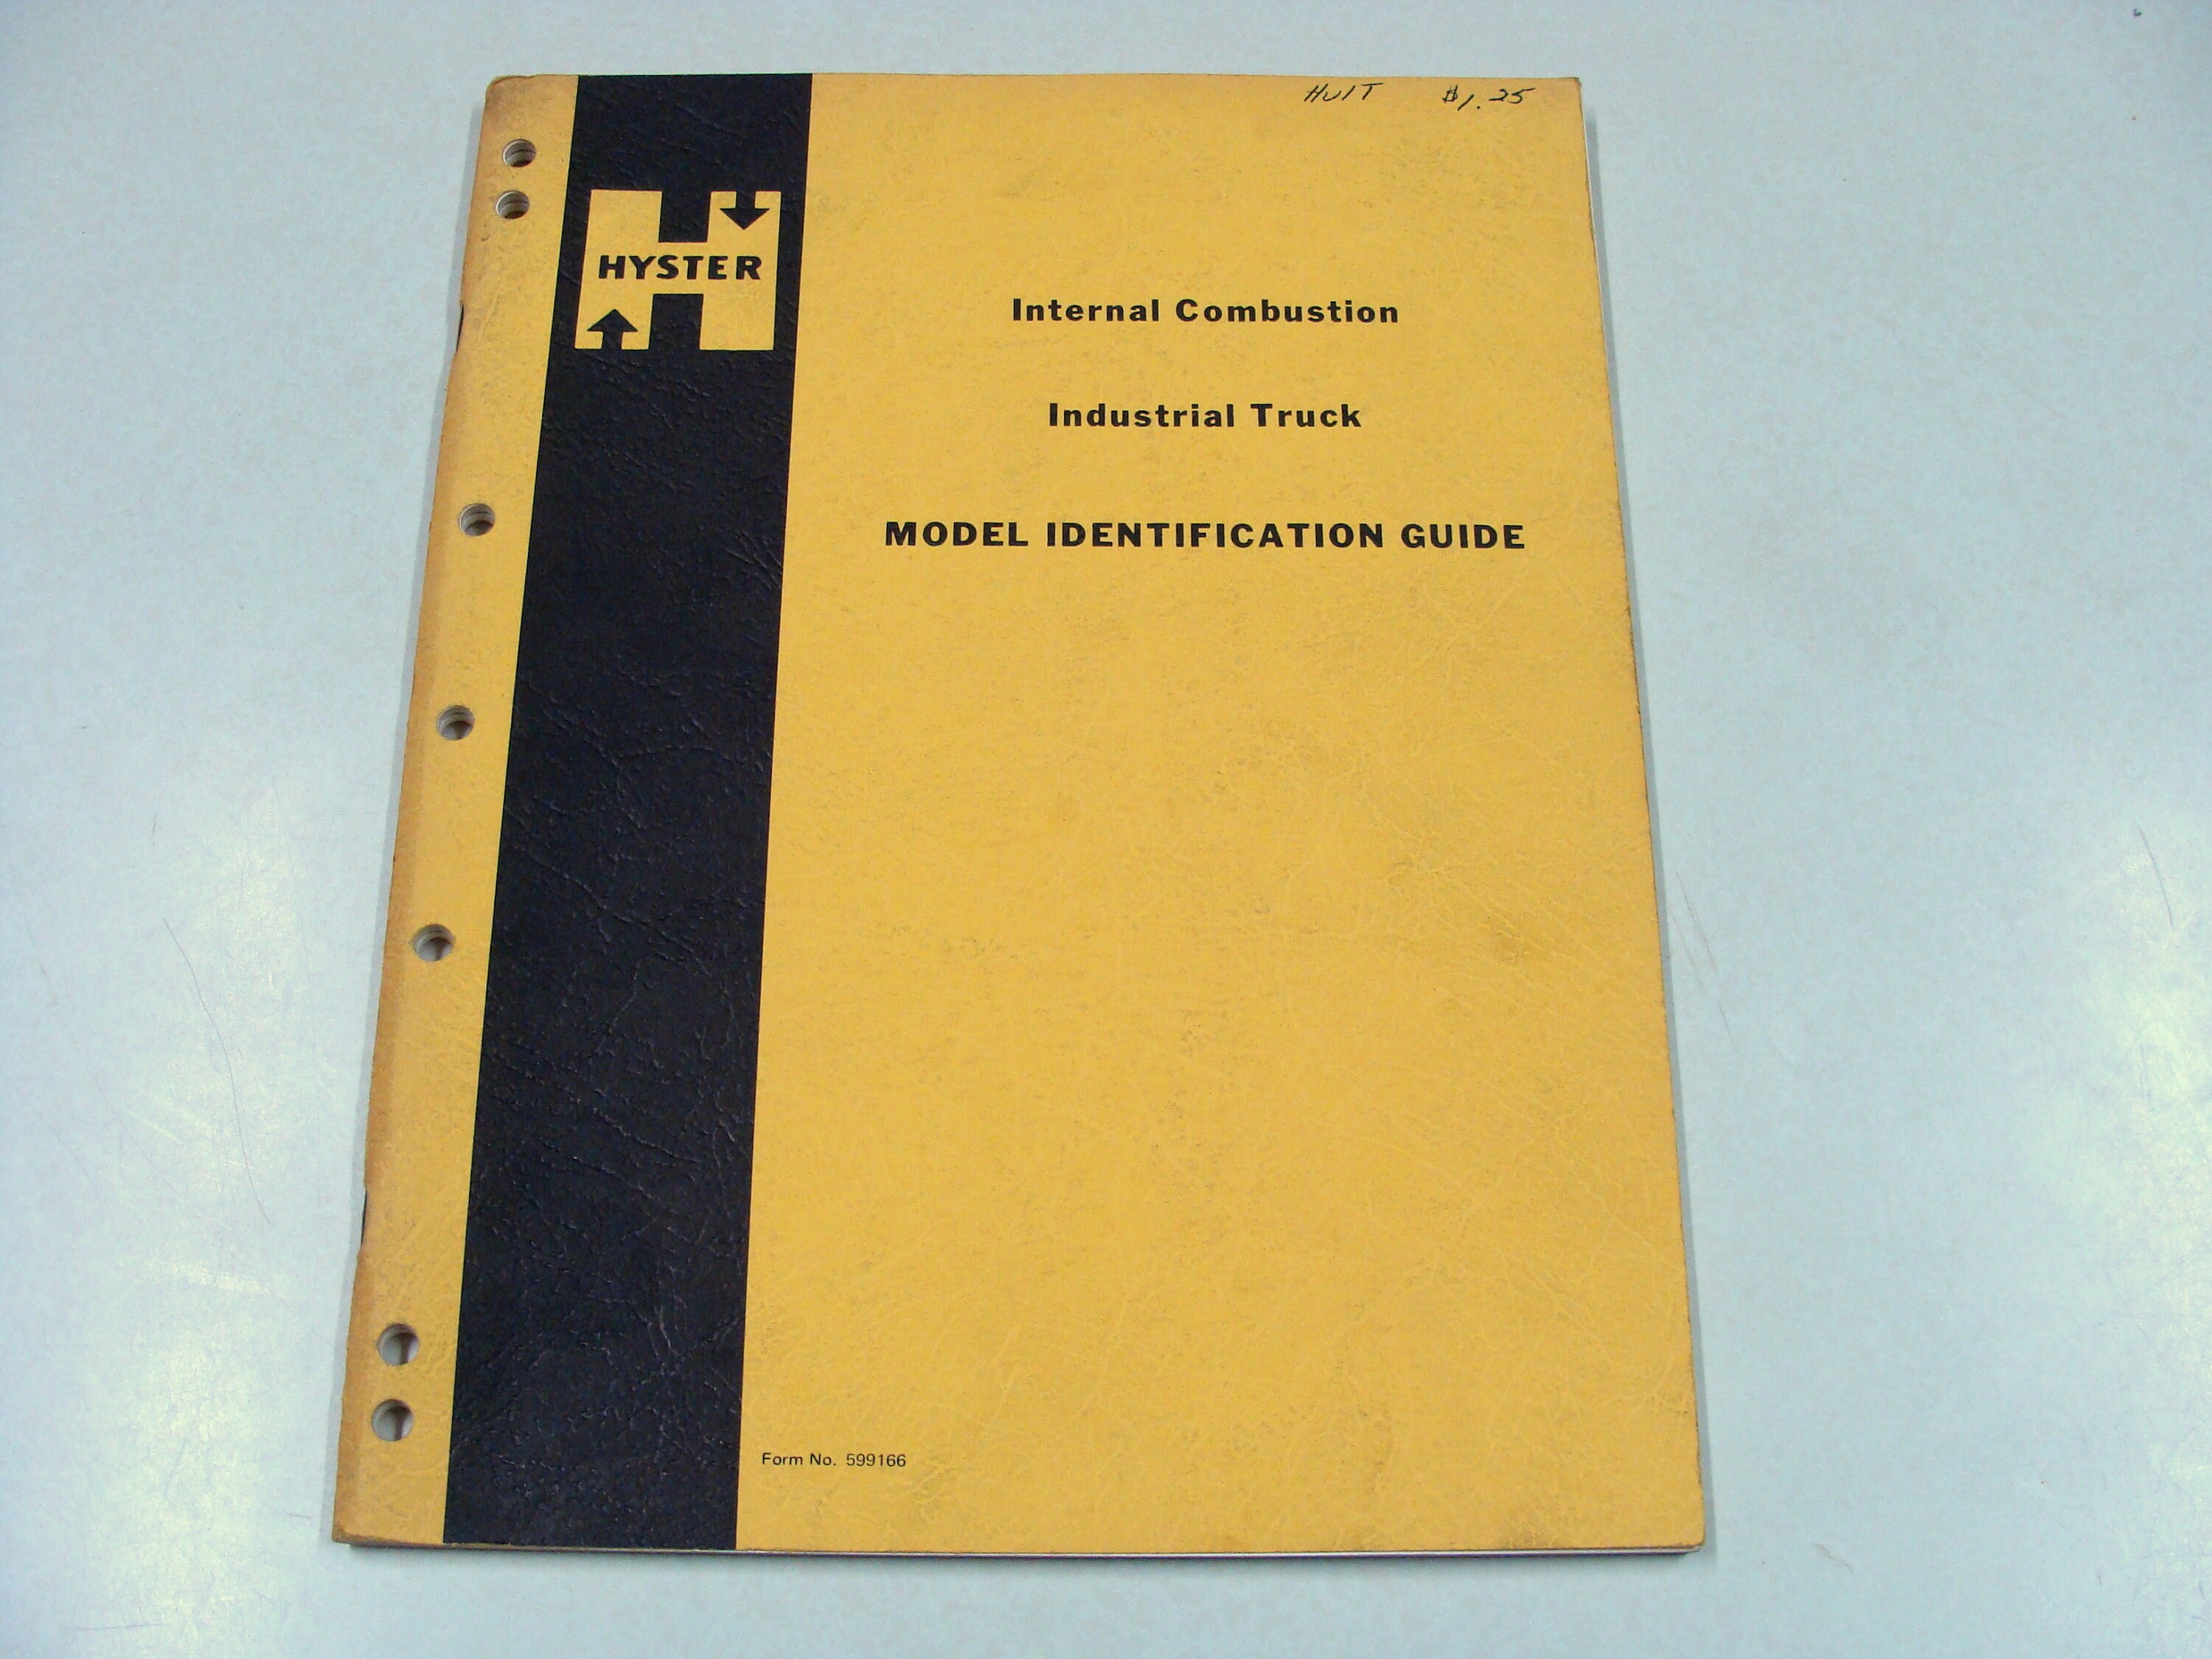 HUIT $1.25
HYSTER
Internal Combustion
Industrial Truck
MODEL IDENTIFICATION GUIDE
Form No. 599166